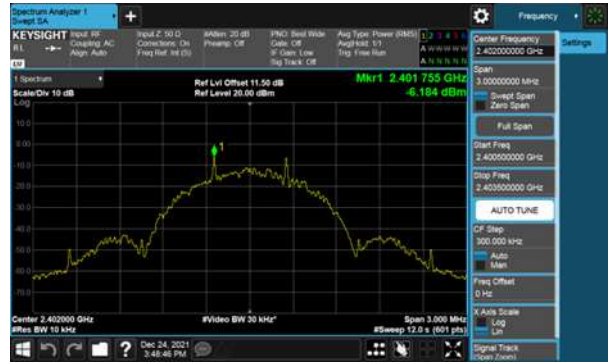 Spectrum Analyzer 1
Swept SA
Frequency
KEYSIGHT
Input: RF
Input Z: 50 Ω
#Atten: 20 dB
PNO: Best Wide
Avg Type: Power (RMS)
1 2 3 4 5 6
RL
Coupling: AC
Corrections: On
Preamp: Off
Gate: Off
Avg|Hold: 1/1
Align: Auto
Freq Ref: Int (S)
IF Gain: Low
Trig: Free Run
Sig Track: Off
A N N N N N
LW
Center Frequency
2.402000000 GHz
Settings
Span
3.00000000 MHz
Swept Span
Zero Span
Full Span
Start Freq
2.400500000 GHz
Stop Freq
2.403500000 GHz
AUTO TUNE
CF Step
300.000 kHz
Auto
Man
Freq Offset
0 Hz
X Axis Scale
Log
Lin
Signal Track
(Span Zoom)
1 Spectrum
Scale/Div 10 dB
Log
Ref Lvl Offset 11.50 dB
Ref Level 20.00 dBm
Mkr1 2.401 755 GHz
-6.184 dBm
1
10.0
0.00
-10.0
-20.0
-30.0
-40.0
-50.0
-60.0
-70.0
Center 2.402000 GHz
#Video BW 30 kHz*
Span 3.000 MHz
#Res BW 10 kHz
#Sweep 12.0 s (601 pts)
?
Dec 24, 2021
3:48:46 PM